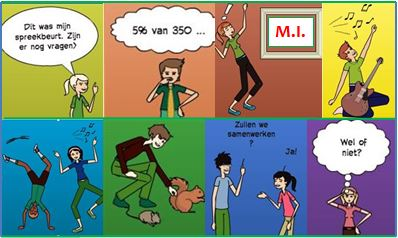 Dit was mijn
spreekbeurt. Zijn
er nog vragen?
5% van 350 ...
M.I.
Zullen we
samenwerken
?
Ja!
Wel of
niet?